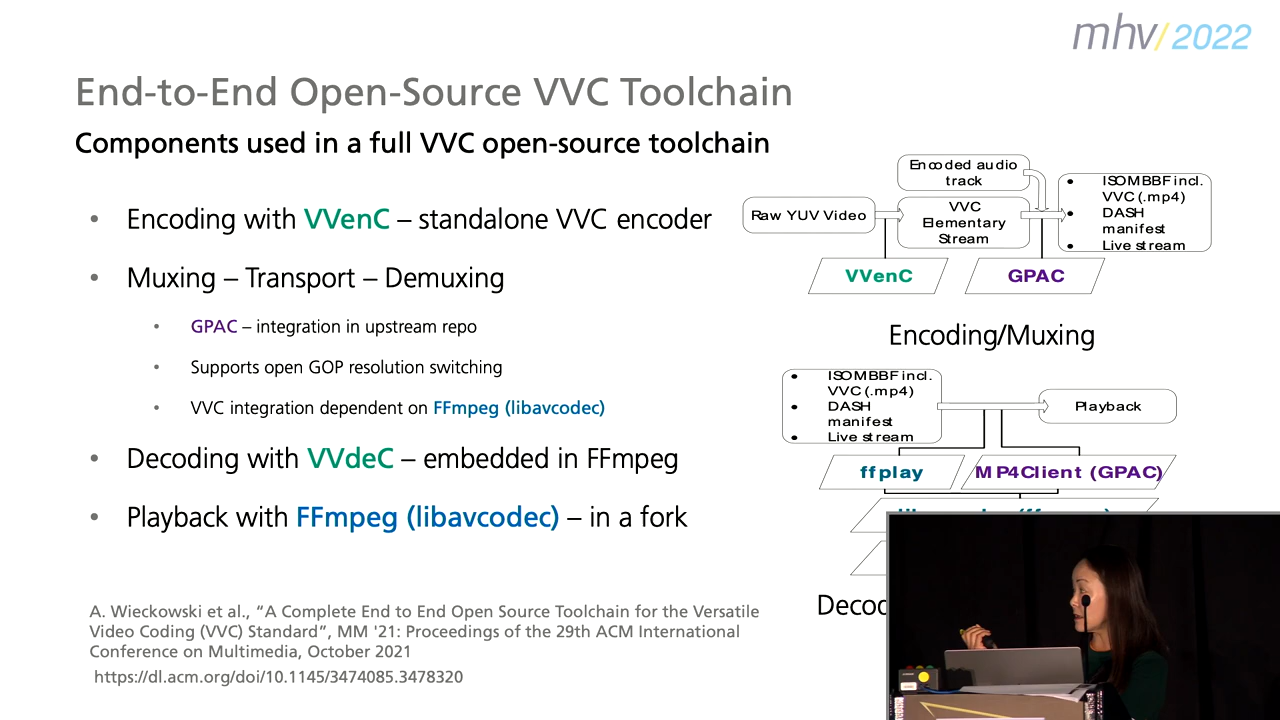 mhv/2022
End-to-End Open-Source VVC Toolchain
Components used in a full VVC open-source toolchain
• Encoding with VVenC – standalone VVC encoder
• Muxing – Transport – Demuxing
• GPAC – integration in upstream repo
• Supports open GOP resolution switching
• VVC integration dependent on FFmpeg (libavcodec)
• Decoding with VVdeC – embedded in FFmpeg
• Playback with FFmpeg (libavcodec) – in a fork
A. Wieckowski et al., “A Complete End to End Open Source Toolchain for the Versatile
Video Coding (VVC) Standard”, MM '21: Proceedings of the 29th ACM International
Conference on Multimedia, October 2021
https://dl.acm.org/doi/10.1145/3474085.3478320
Encoded audio
track
Raw YUV Video
VVC
Elementary
Stream
• ISOMBBF incl.
VVC (.mp4)
• DASH
manifest
• Live stream
VVenC
GPAC
Encoding/Muxing
• ISOMBBF incl.
VVC (.mp4)
• DASH
manifest
• Live stream
Playback
ffplay
MP4Client (GPAC)